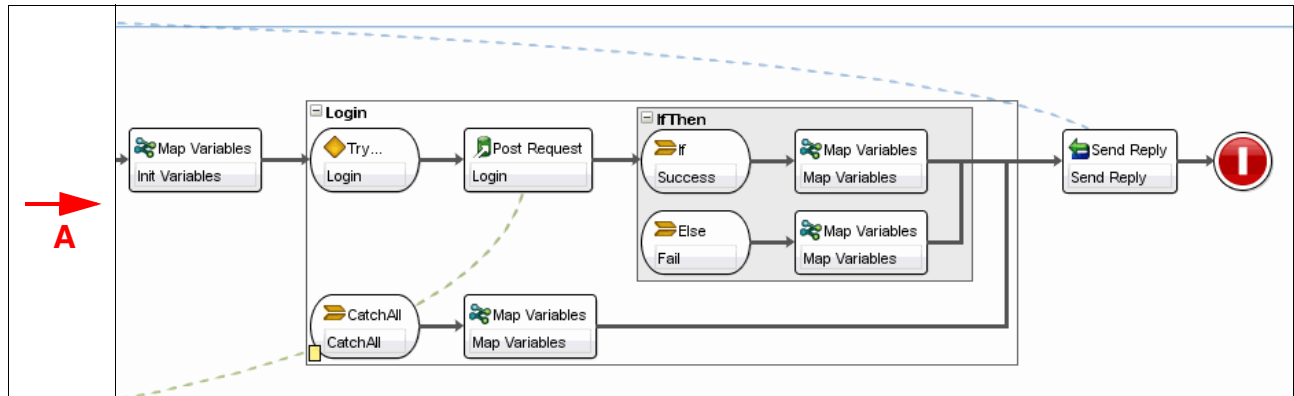 A
Map Variables
Init Variables
Login
Try...
Login
Post Request
Login
IfThen
If
Success
Map Variables
Map Variables
Else
Fail
Map Variables
Map Variables
CatchAll
CatchAll
Map Variables
Map Variables
Send Reply
Send Reply